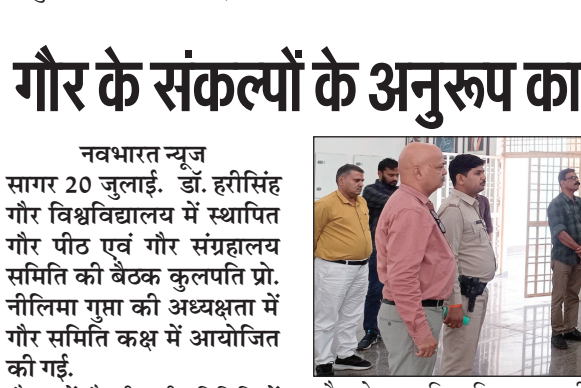 गौर के संकल्पों के अनुरूप का
नवभारत न्यूज
सागर 20 जुलाई. डॉ. हरीसिंह
गौर विश्वविद्यालय में स्थापित
गौर पीठ एवं गौर संग्रहालय
समिति की बैठक कुलपति प्रो.
नीलिमा गुप्ता की अध्यक्षता में
गौर समिति कक्ष में आयोजित
की गई.